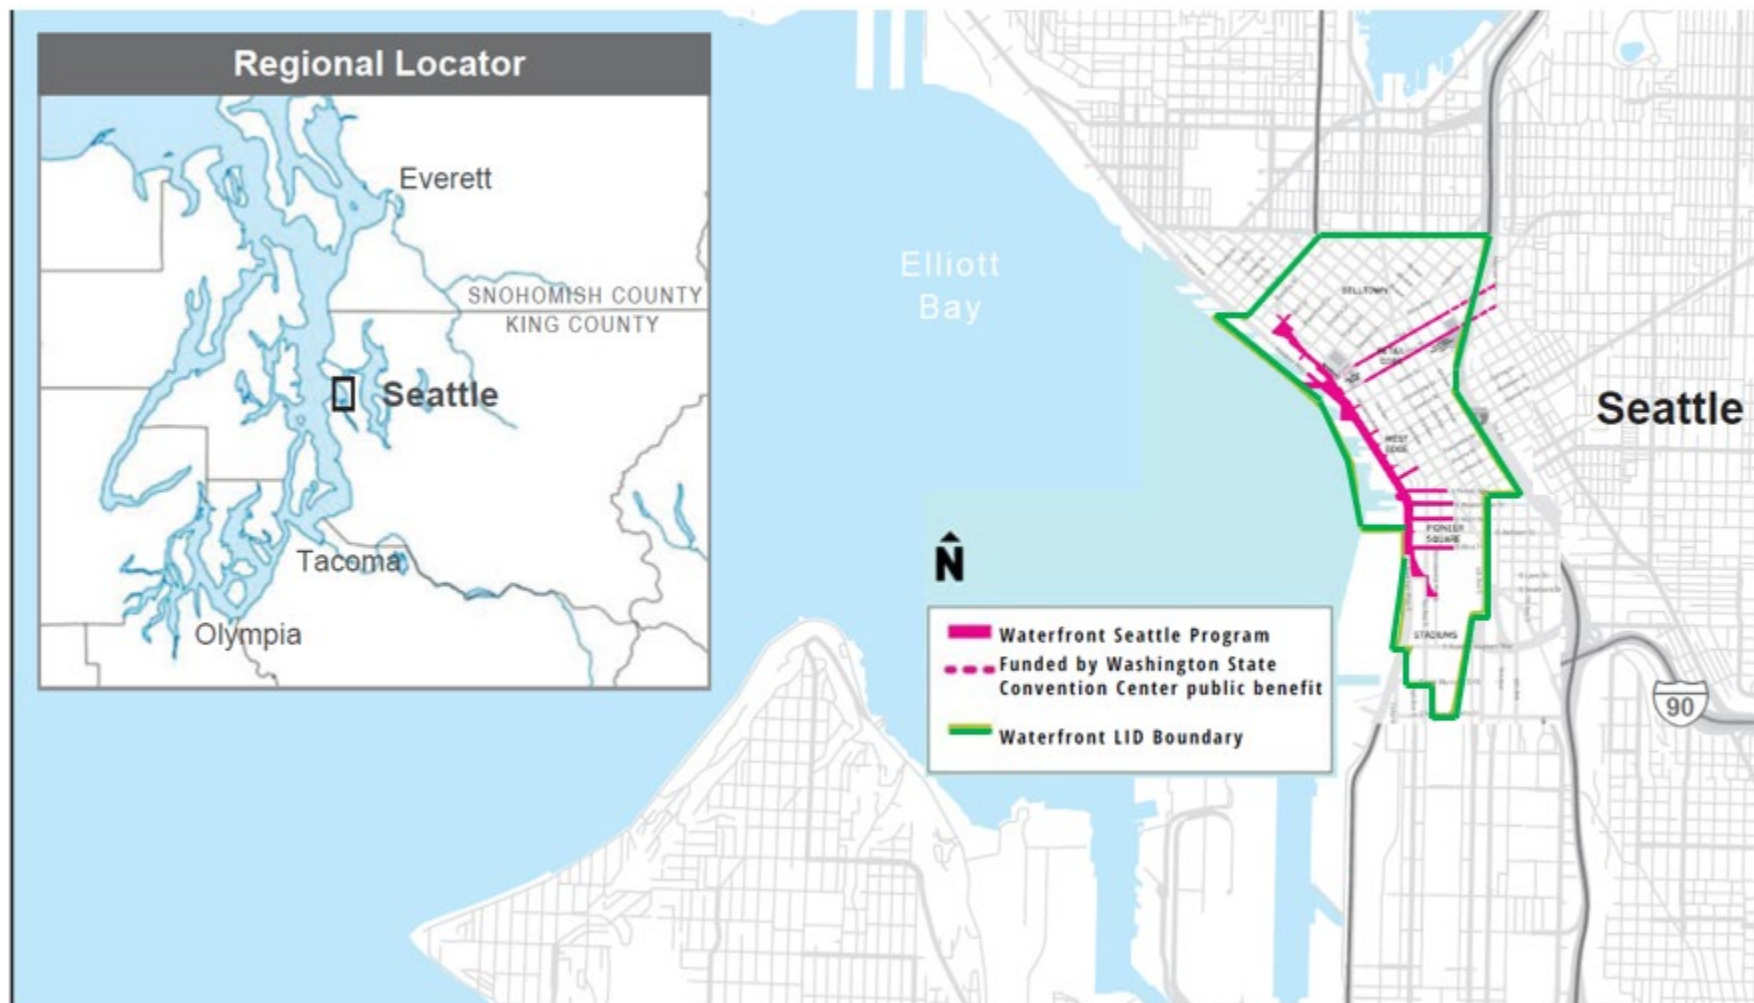 Regional Locator
Everett
SNOHOMISH COUNTY
KING COUNTY
Seattle
Tacoma
Olympia
Elliott
Bay
BELLTOWN
WEST
EDGE
PIONEER
SQUARE
STADIUMS
Seattle
90
N
Waterfront Seattle Program
Funded by Washington State
Convention Center public benefit
Waterfront LID Boundary